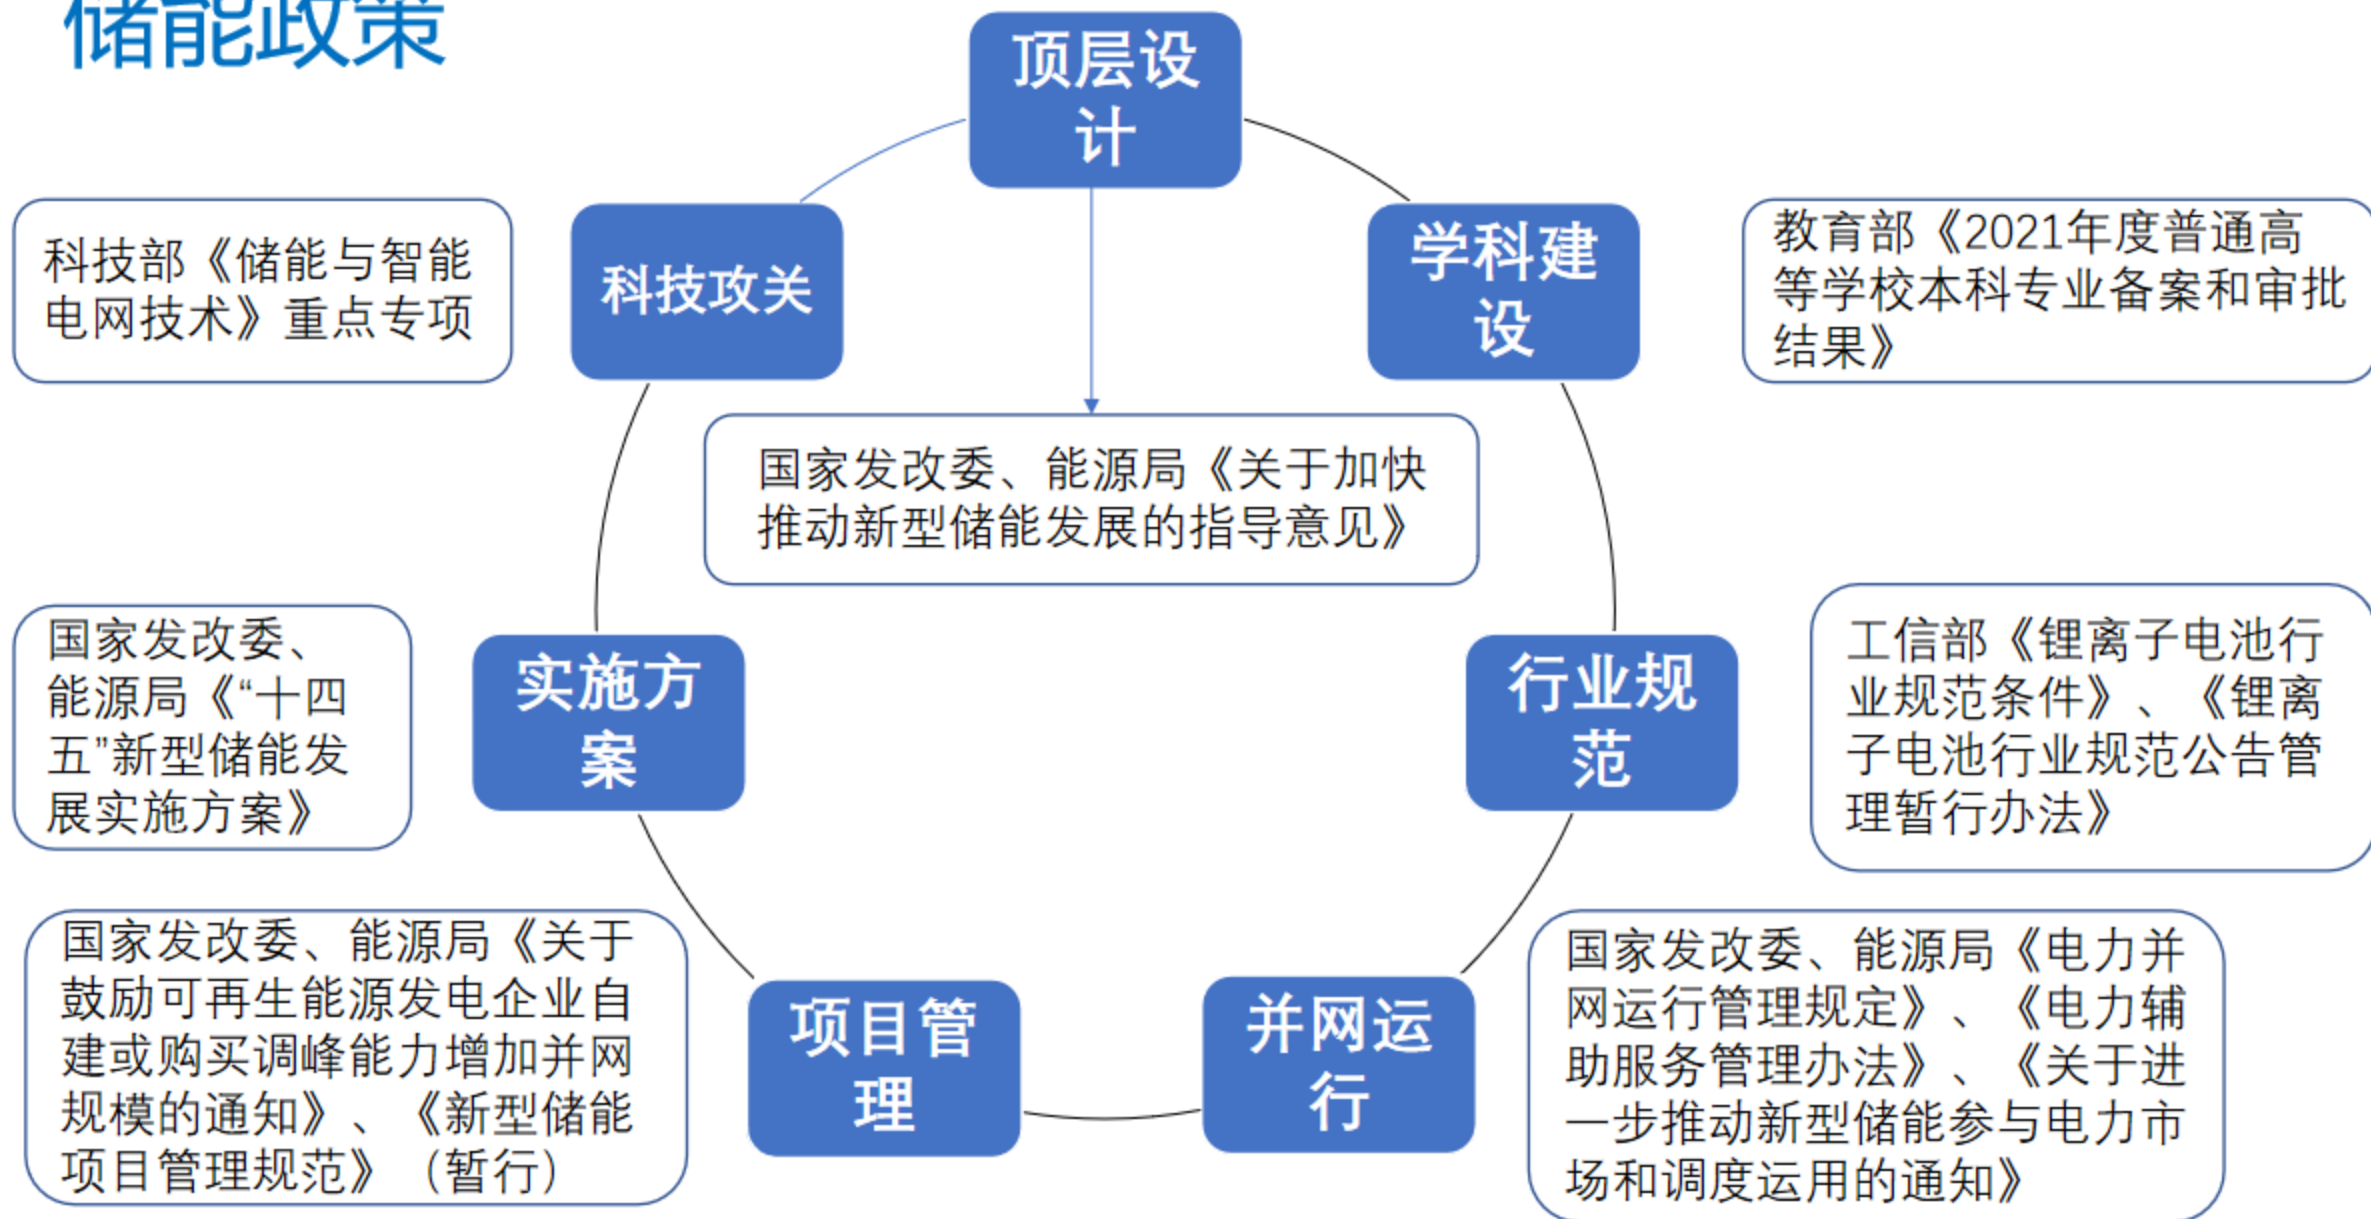 储能政策
顶层设
计
科技部《储能与智能
电网技术》重点专项
科技攻关
学科建
设
教育部《2021年度普通高
等学校本科专业备案和审批
结果》
国家发改委、能源局《关于加快
推动新型储能发展的指导意见》
国家发改委、
能源局《“十四
五”新型储能发
展实施方案》
实施方
案
行业规
范
工信部《锂离子电池行
业规范条件》、《锂离
子电池行业规范公告管
理暂行办法》
国家发改委、能源局《关于
鼓励可再生能源发电企业自
建或购买调峰能力增加并网
规模的通知》、《新型储能
项目管理规范》（暂行）
项目管
理
并网运
行
国家发改委、能源局《电力并
网运行管理规定》、《电力辅
助服务管理办法》、《关于进
一步推动新型储能参与电力市
场和调度运用的通知》